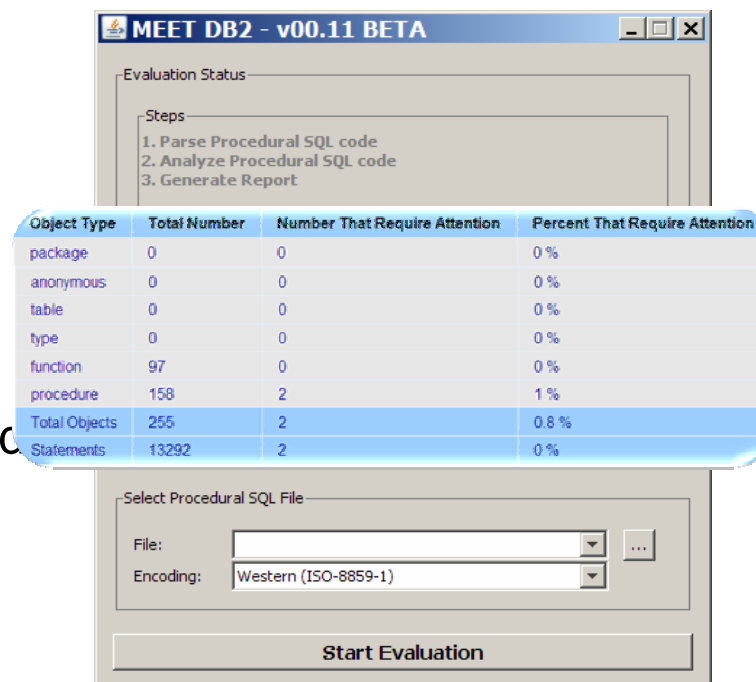 MEET DB2 - v00.11 BETA
Evaluation Status
Steps
1. Parse Procedural SQL code
2. Analyze Procedural SQL code
3. Generate Report
Object Type Total Number Number That Require Attention Percent That Require Attention
package 0 0 0 %
anonymous 0 0 0 %
table 0 0 0 %
type 0 0 0 %
function 97 0 0 %
procedure 158 2 1 %
Total Objects 255 2 0.8 %
Statements 13292 2 0 %
Select Procedural SQL File
File: ...
Encoding: Western (ISO-8859-1)
Start Evaluation